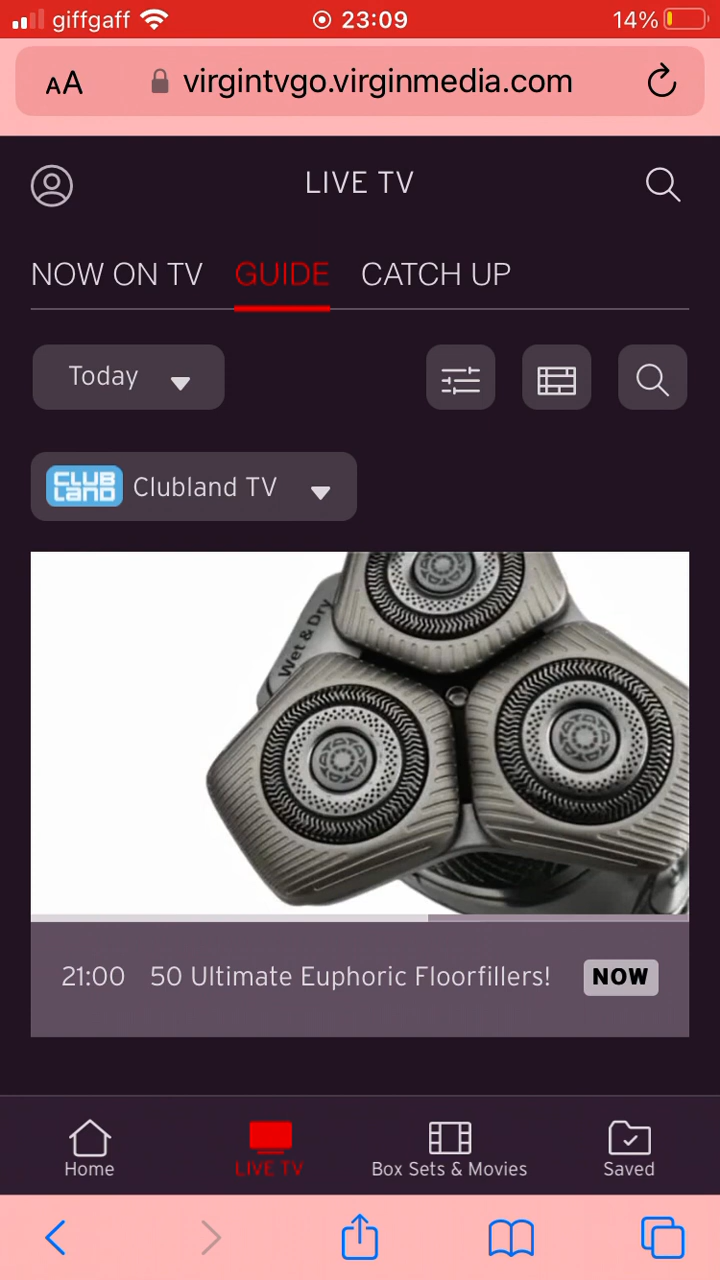 giffgaff 23:09 14%
AA virgintvgo.virginmedia.com
LIVE TV
NOW ON TV GUIDE CATCH UP
Today
CLUB
LAND Clubland TV
Wet & Dry
21:00 50 Ultimate Euphoric Floorfillers! NOW
Home LIVE TV Box Sets & Movies Saved